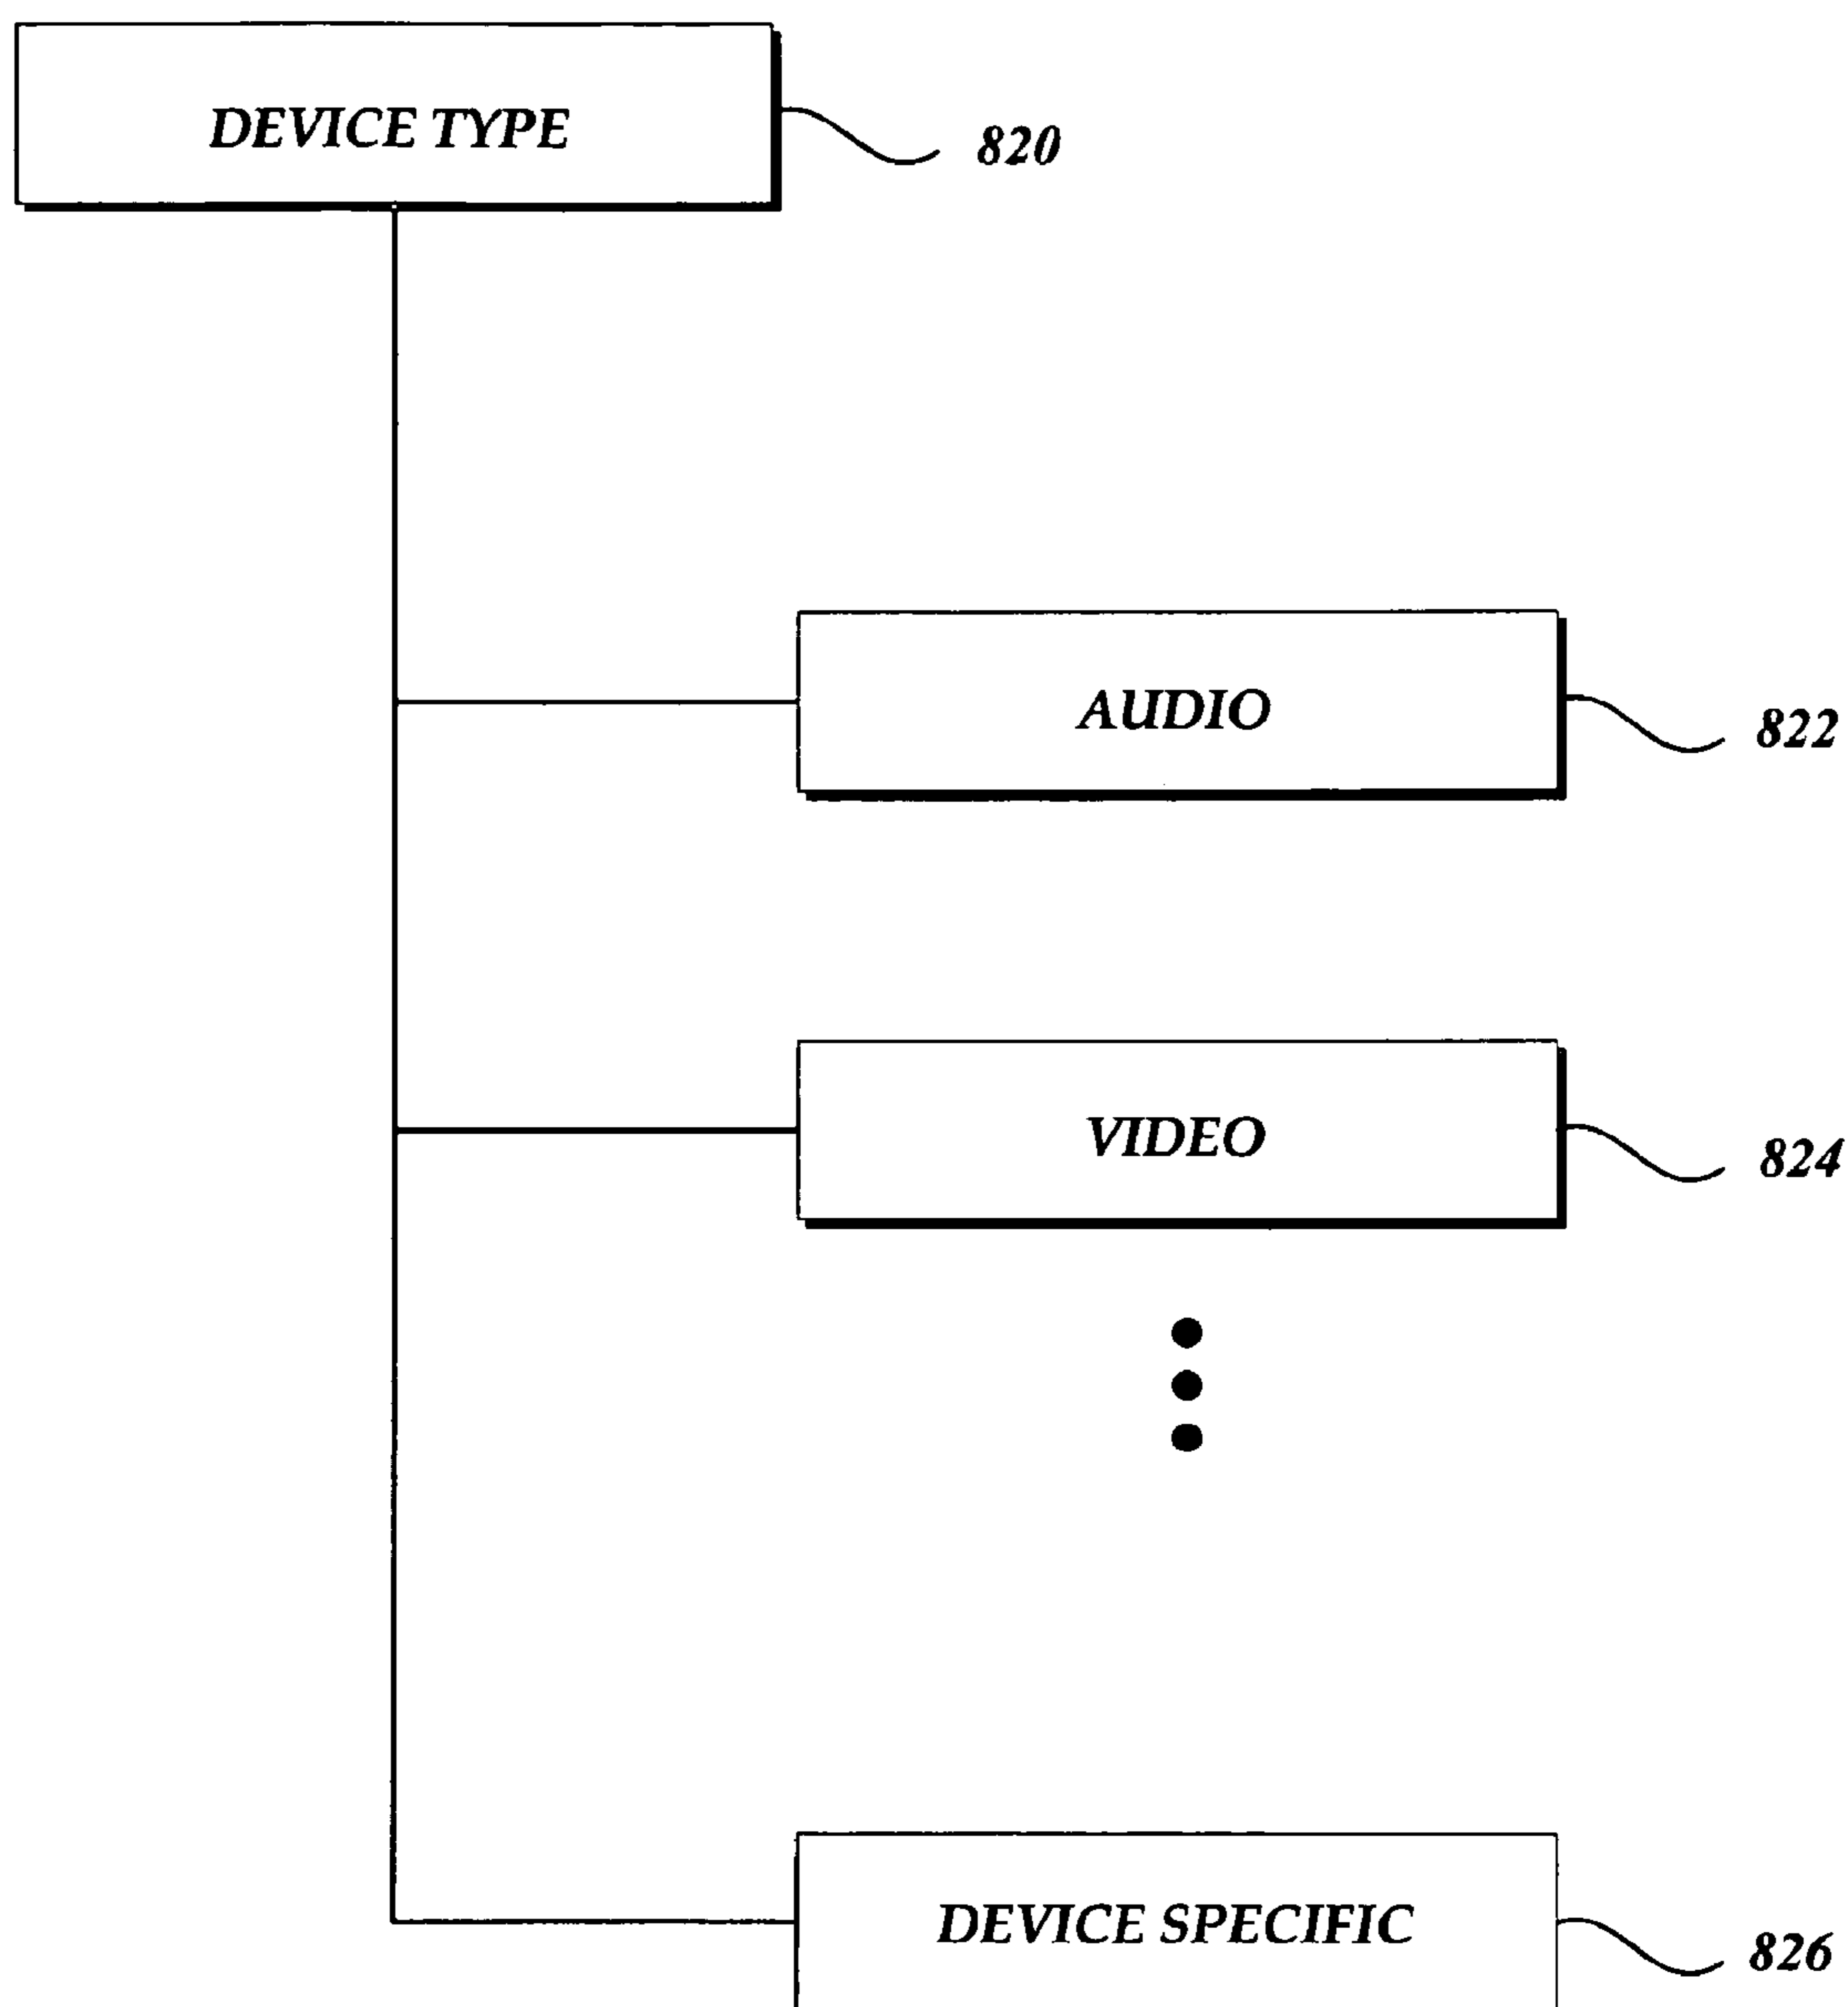 DEVICE TYPE
820
AUDIO
822
VIDEO
824
DEVICE SPECIFIC
826